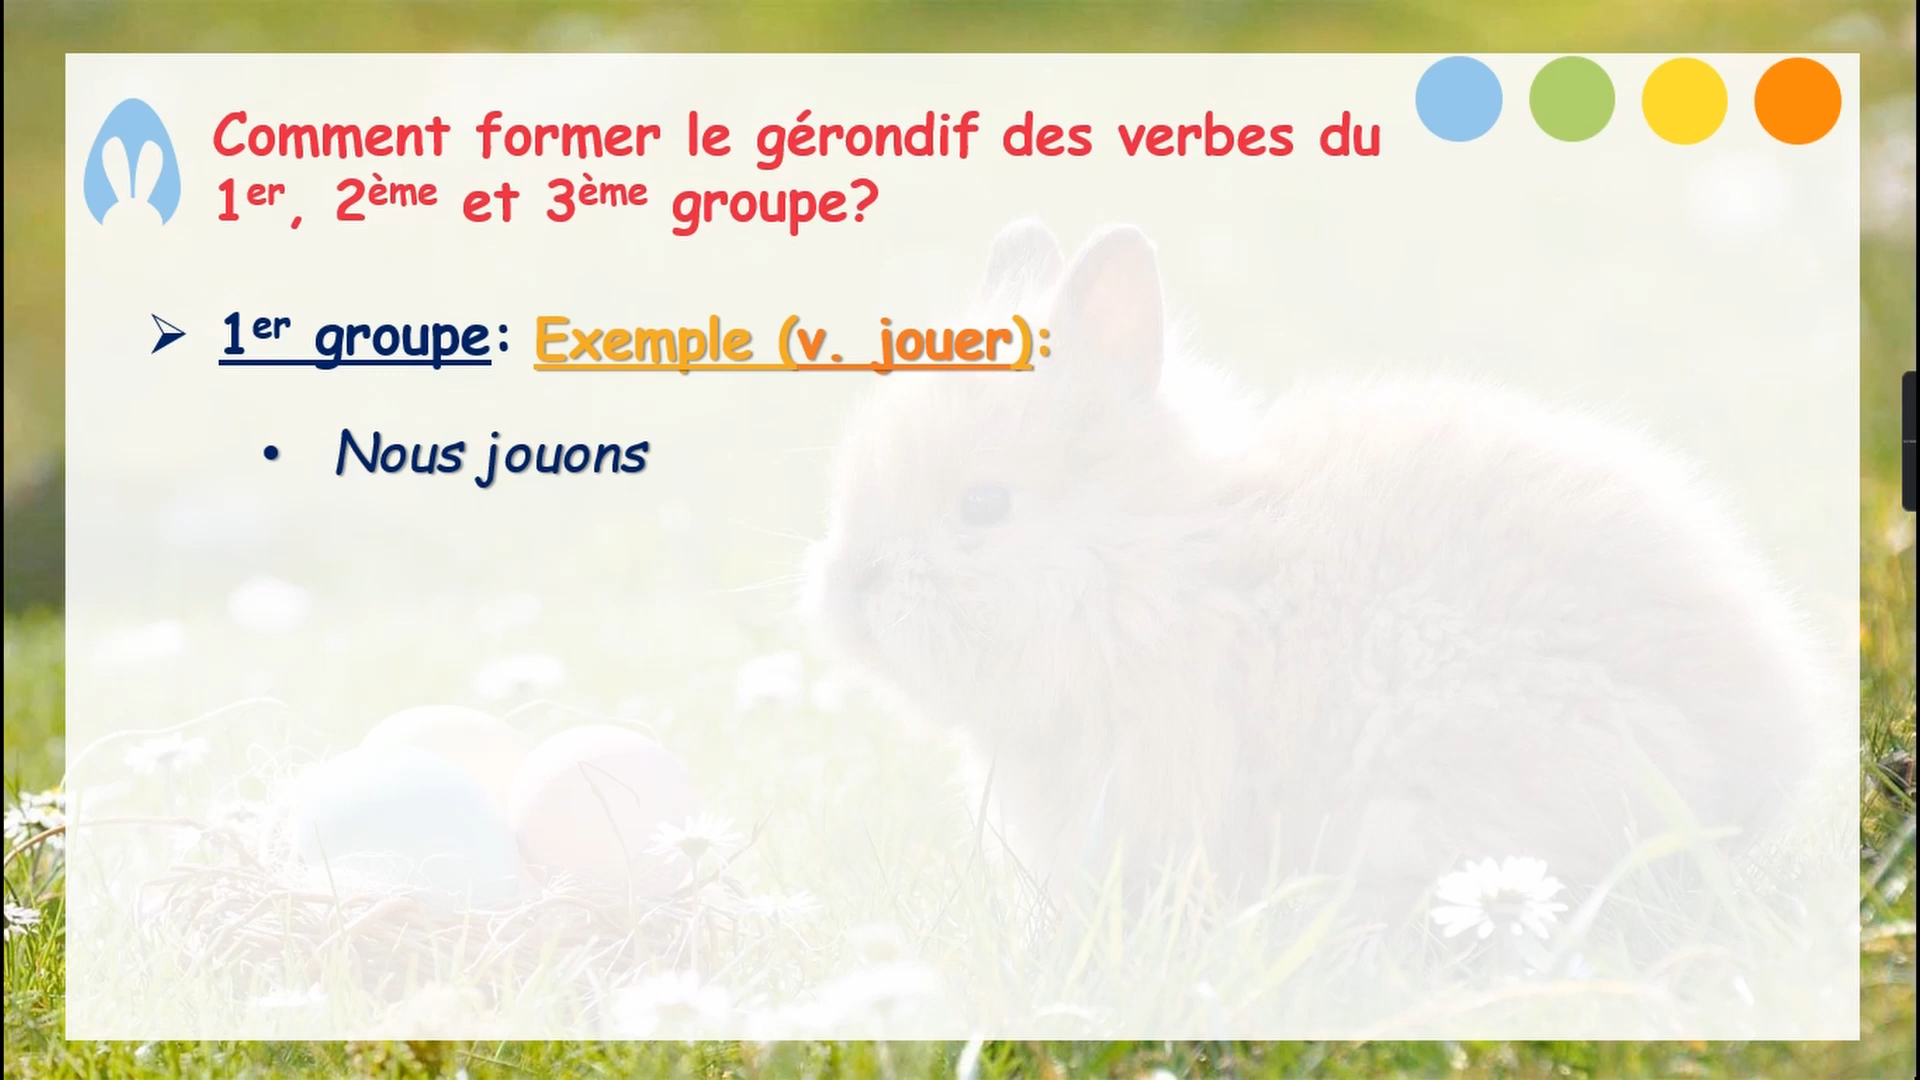 Comment former le gérondif des verbes du
1er, 2ème et 3ème groupe?
➢ 1er groupe: Exemple (v. jouer):
• Nous jouons